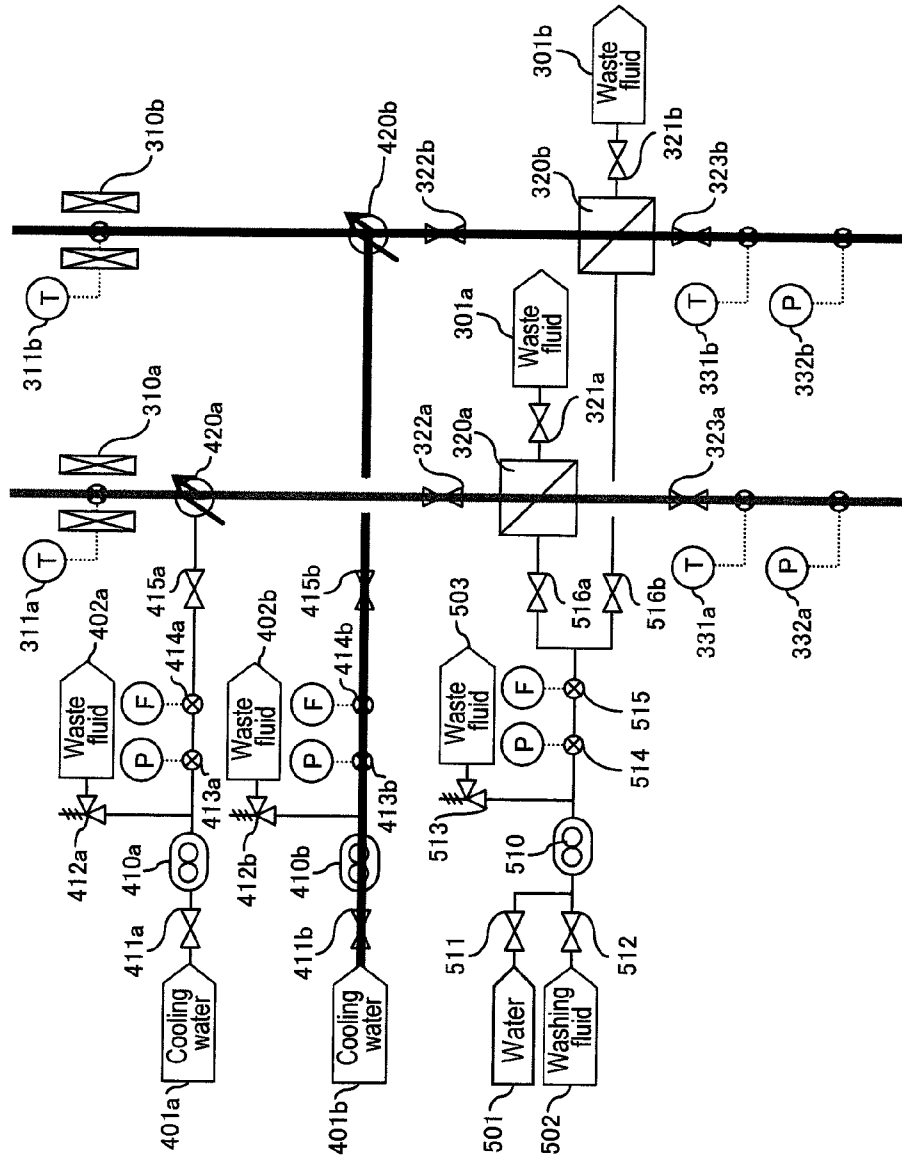 311a
T
310a
311b
T
310b
402a
Waste
fluid
412a
P
F
414a
415a
420a
401a
Cooling
water
411a
410a
413a
402b
Waste
fluid
412b
P
F
414b
415b
420b
401b
Cooling
water
411b
410b
413b
322a
322b
503
Waste
fluid
513
P
F
514
515
320a
301a
Waste
fluid
321a
516a
501
Water
511
510
502
Washing
fluid
512
516b
320b
301b
Waste
fluid
321b
323a
323b
331a
T
331b
T
332a
P
332b
P